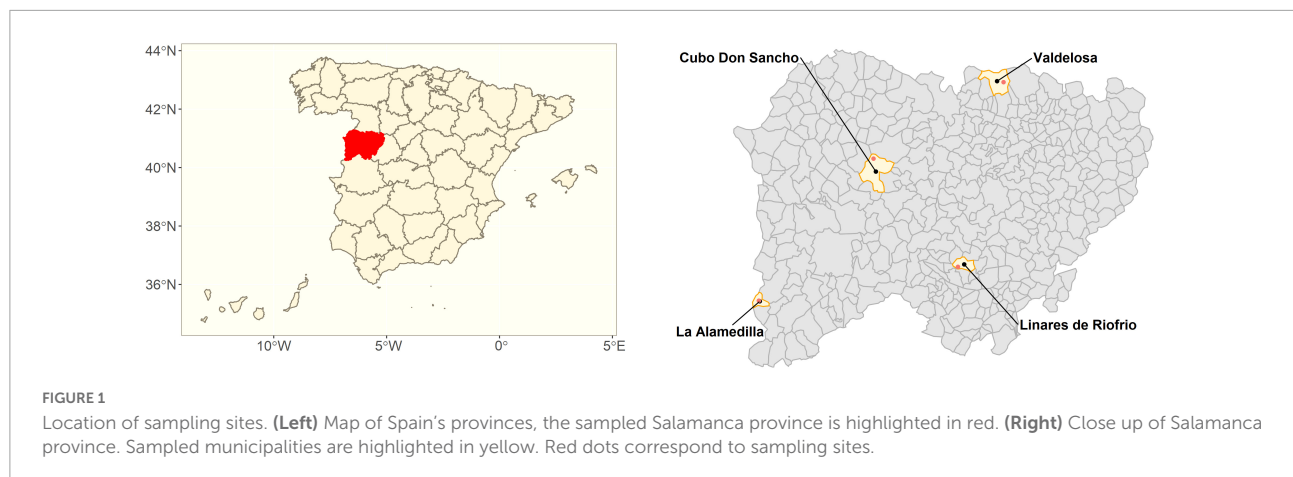 44°N
42°N
40°N
38°N
36°N
10°W
5°W
0°
5°E
Cubo Don Sancho
Valdelosa
La Alamedilla
Linares de Riofrio
FIGURE 1
Location of sampling sites. (Left) Map of Spain’s provinces, the sampled Salamanca province is highlighted in red. (Right) Close up of Salamanca
province. Sampled municipalities are highlighted in yellow. Red dots correspond to sampling sites.